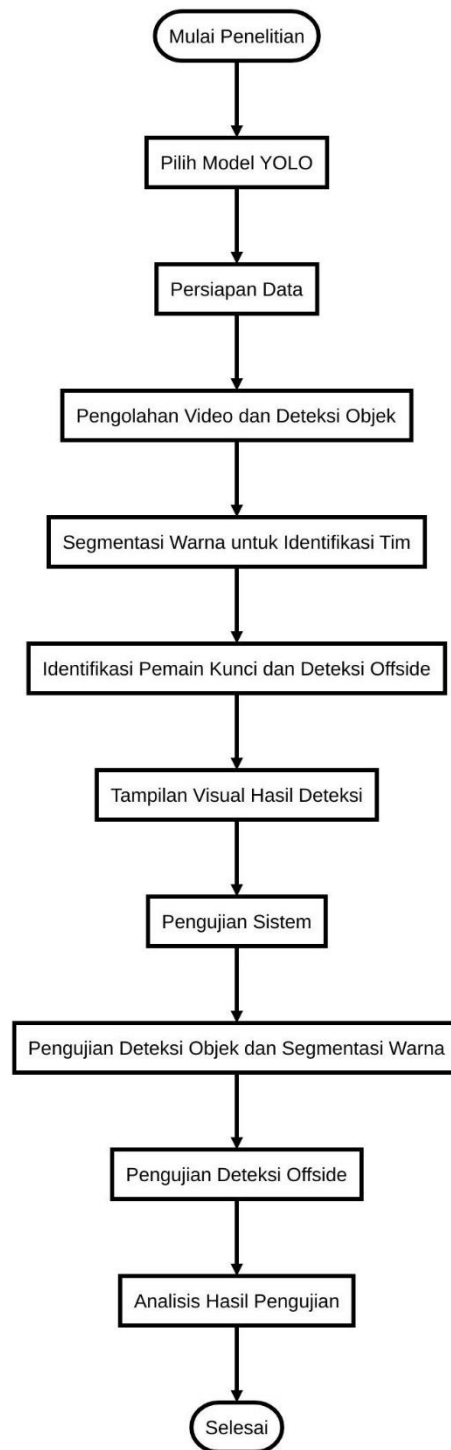 Mulai Penelitian
Pilih Model YOLO
Persiapan Data
Pengolahan Video dan Deteksi Objek
Segmentasi Warna untuk Identifikasi Tim
Identifikasi Pemain Kunci dan Deteksi Offside
Tampilan Visual Hasil Deteksi
Pengujian Sistem
Pengujian Deteksi Objek dan Segmentasi Warna
Pengujian Deteksi Offside
Analisis Hasil Pengujian
Selesai